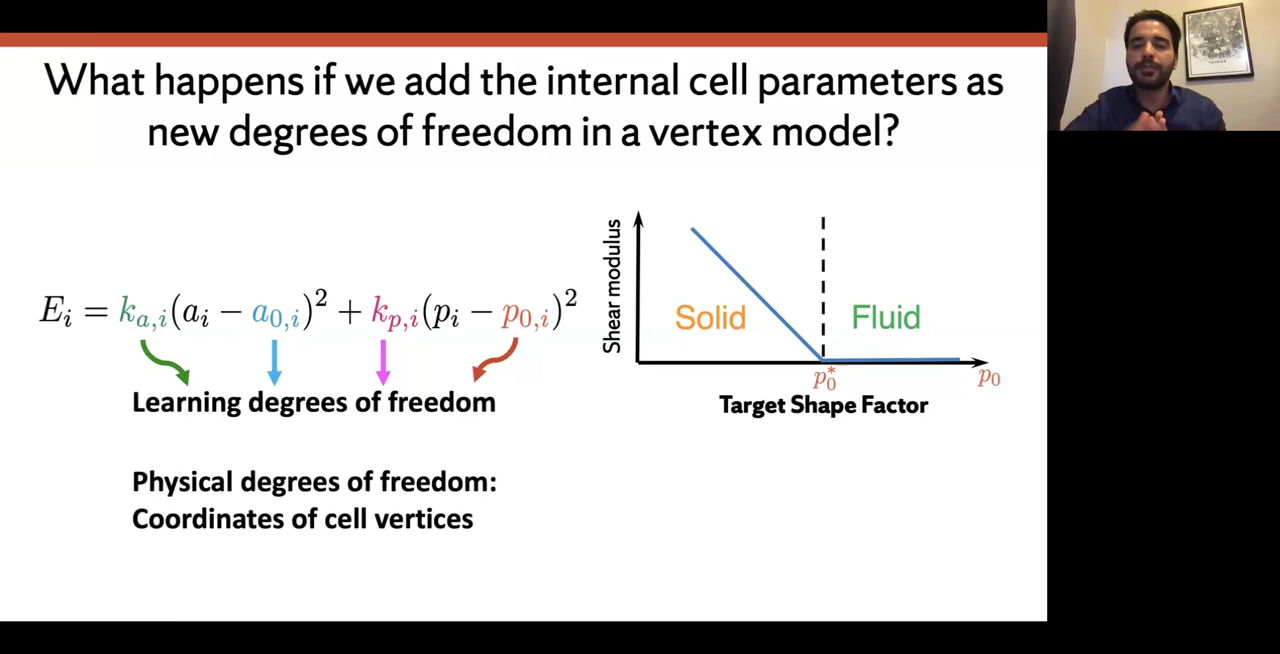 What happens if we add the internal cell parameters as
new degrees of freedom in a vertex model?
E_i = k_{a,i}(a_i − a_{0,i})^2 + k_{p,i}(p_i − p_{0,i})^2
Learning degrees of freedom
Physical degrees of freedom:
Coordinates of cell vertices
Shear modulus
Solid
Fluid
p_0^*
p_0
Target Shape Factor